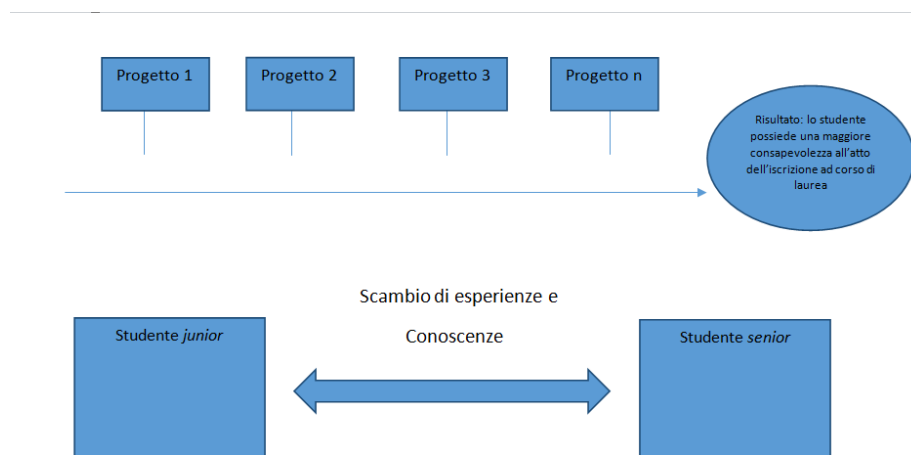 Progetto 1
Progetto 2
Progetto 3
Progetto n
Risultato: lo studente
possiede una maggiore
consapevolezza all'atto
dell'iscrizione ad corso di
laurea
Scambio di esperienze e
Conoscenze
Studente junior
Studente senior